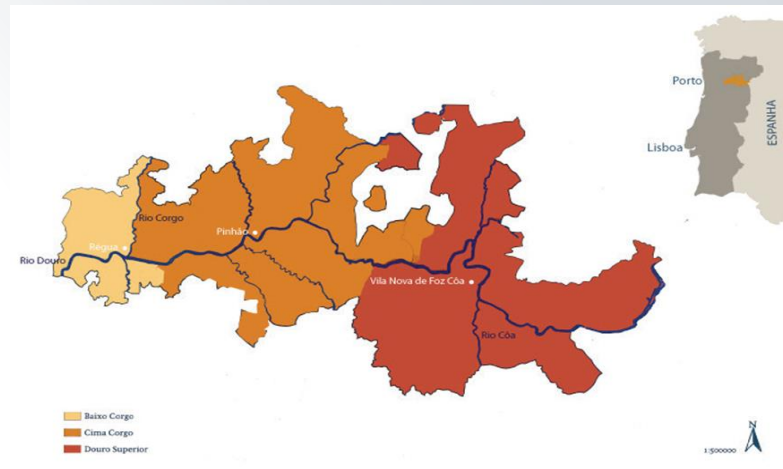 Porto
ESPANHA
Lisboa
Rio Corgo
Pinhão
Régua
Rio Douro
Vila Nova de Foz Côa
Rio Côa
Baixo Corgo
Cima Corgo
Douro Superior
N
1:500000